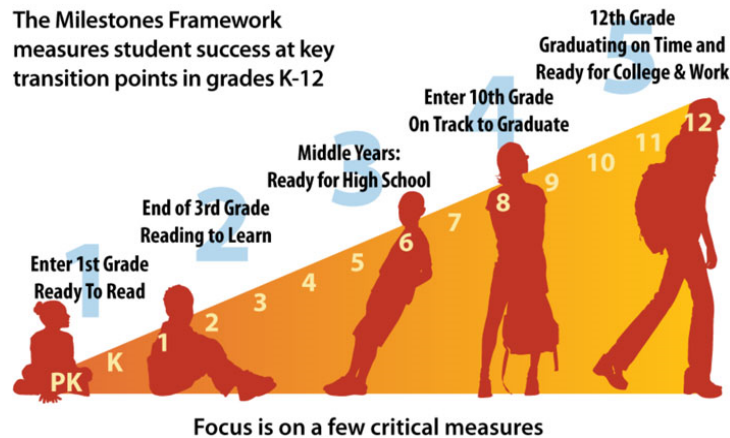 The Milestones Framework
measures student success at key
transition points in grades K-12
12th Grade
Graduating on Time and
Ready for College & Work
5
Enter 10th Grade
On Track to Graduate
4
Middle Years:
Ready for High School
3
End of 3rd Grade
Reading to Learn
2
Enter 1st Grade
Ready To Read
1
PK
K
1
2
3
4
5
6
7
8
9
10
11
12
Focus is on a few critical measures